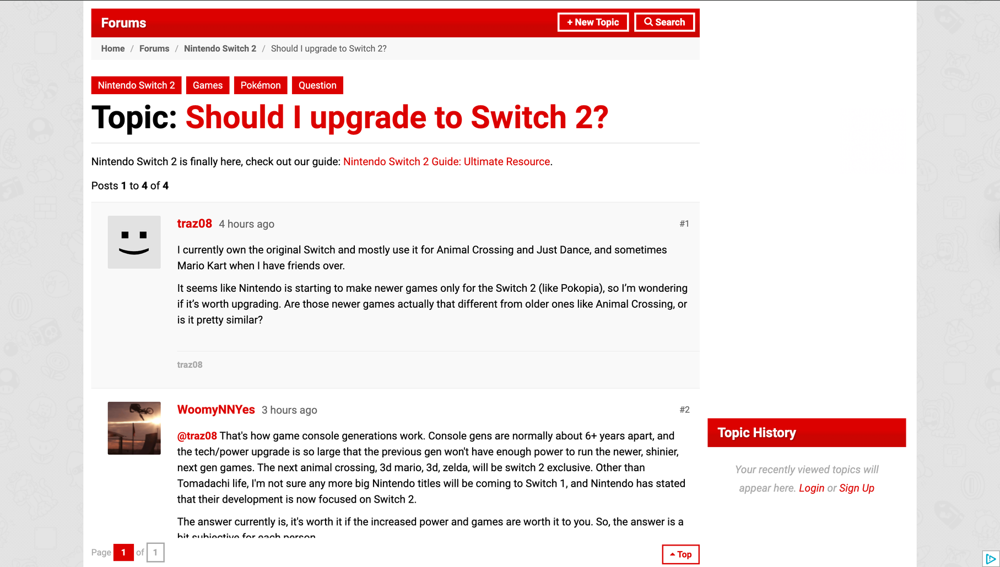 Forums
+ New Topic
Search
Home / Forums / Nintendo Switch 2 / Should I upgrade to Switch 2?
Nintendo Switch 2
Games
Pokémon
Question
Topic: Should I upgrade to Switch 2?
Nintendo Switch 2 is finally here, check out our guide: Nintendo Switch 2 Guide: Ultimate Resource.
Posts 1 to 4 of 4
traz08 4 hours ago
#1
I currently own the original Switch and mostly use it for Animal Crossing and Just Dance, and sometimes
Mario Kart when I have friends over.
It seems like Nintendo is starting to make newer games only for the Switch 2 (like Pokopia), so I’m wondering
if it’s worth upgrading. Are those newer games actually that different from older ones like Animal Crossing, or
is it pretty similar?
traz08
WoomyNNYes 3 hours ago
#2
@traz08 That's how game console generations work. Console gens are normally about 6+ years apart, and
the tech/power upgrade is so large that the previous gen won't have enough power to run the newer, shinier,
next gen games. The next animal crossing, 3d mario, 3d, zelda, will be switch 2 exclusive. Other than
Tomadachi life, I'm not sure any more big Nintendo titles will be coming to Switch 1, and Nintendo has stated
that their development is now focused on Switch 2.
The answer currently is, it's worth it if the increased power and games are worth it to you. So, the answer is a
bit subjective for each person
Page 1 of 1
Top
Topic History
Your recently viewed topics will
appear here. Login or Sign Up